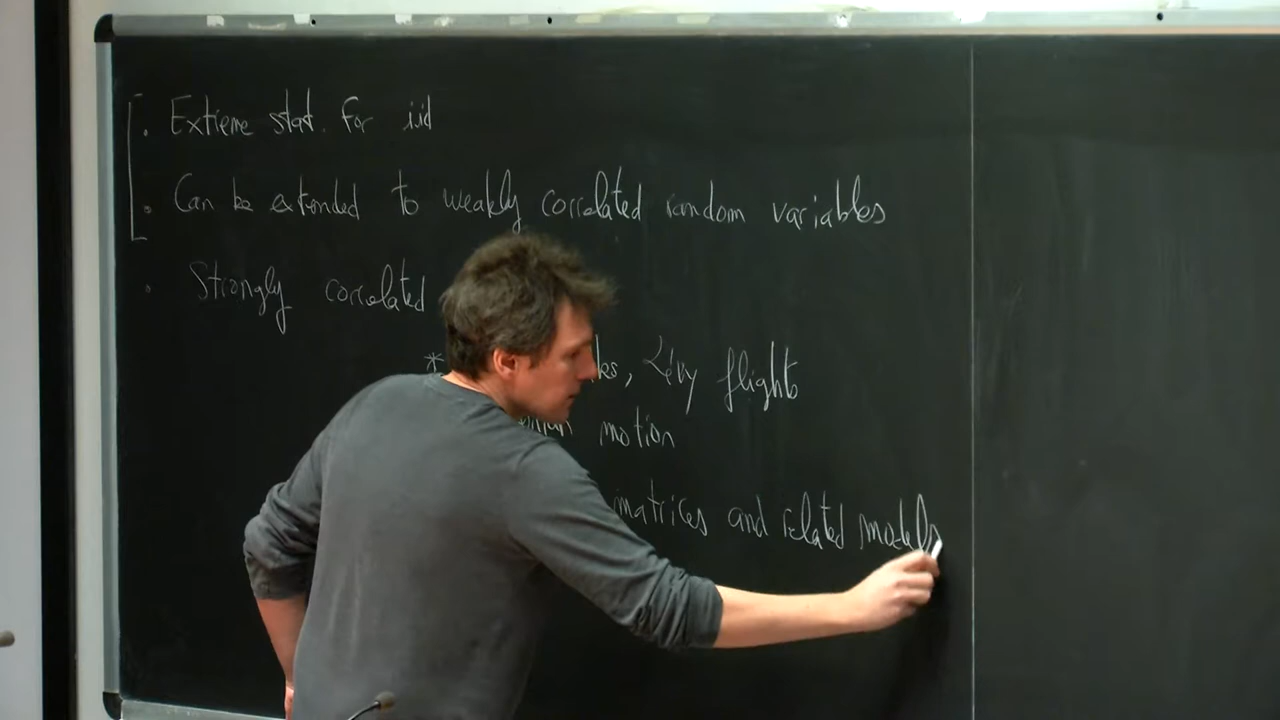 . Extreme stat. for iid
. Can be extended to weakly correlated random variables
. Strongly correlated
* ks, Lévy flights
motion
matrices and related models